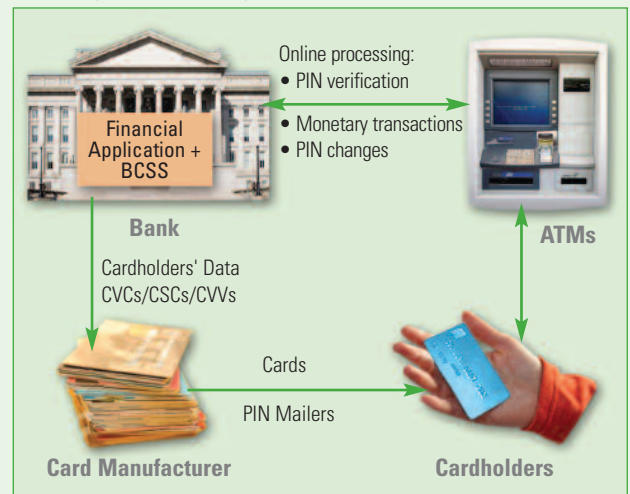 Online processing:
• PIN verification
• Monetary transactions
• PIN changes
Financial
Application +
BCSS
Bank
ATMs
Cardholders' Data
CVCs/CSCs/CVVs
Cards
PIN Mailers
Card Manufacturer
Cardholders